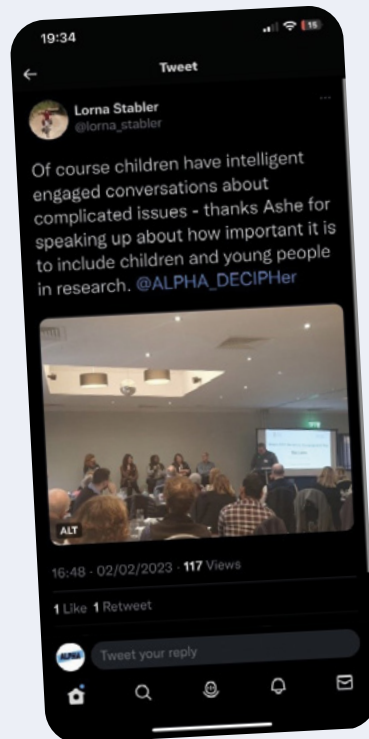 19:34
15
Tweet
Lorna Stabler
@lorna_stabler
Of course children have intelligent
engaged conversations about
complicated issues - thanks Ashe for
speaking up about how important it is
to include children and young people
in research. @ALPHA_DECIPHer
ALT
16:48 · 02/02/2023 · 117 Views
1 Like 1 Retweet
ALPHA
Tweet your reply